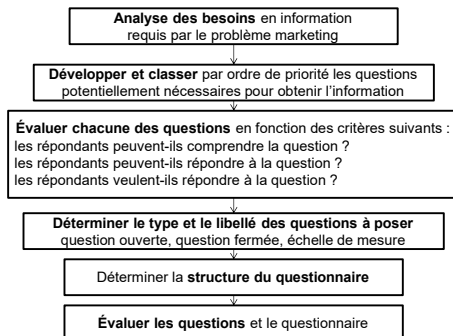 Analyse des besoins en information
requis par le problème marketing
Développer et classer par ordre de priorité les questions
potentiellement nécessaires pour obtenir l'information
Évaluer chacune des questions en fonction des critères suivants :
les répondants peuvent-ils comprendre la question ?
les répondants peuvent-ils répondre à la question ?
les répondants veulent-ils répondre à la question ?
Déterminer le type et le libellé des questions à poser
question ouverte, question fermée, échelle de mesure
Déterminer la structure du questionnaire
Évaluer les questions et le questionnaire